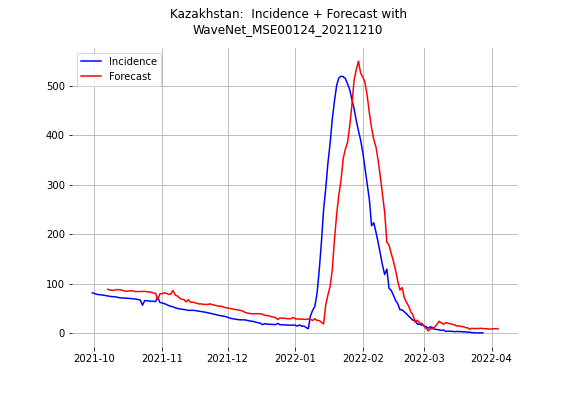 Kazakhstan:  Incidence + Forecast with
WaveNet_MSE00124_20211210
Incidence
Forecast
500
400
300
200
100
0
2021-10 2021-11 2021-12 2022-01 2022-02 2022-03 2022-04